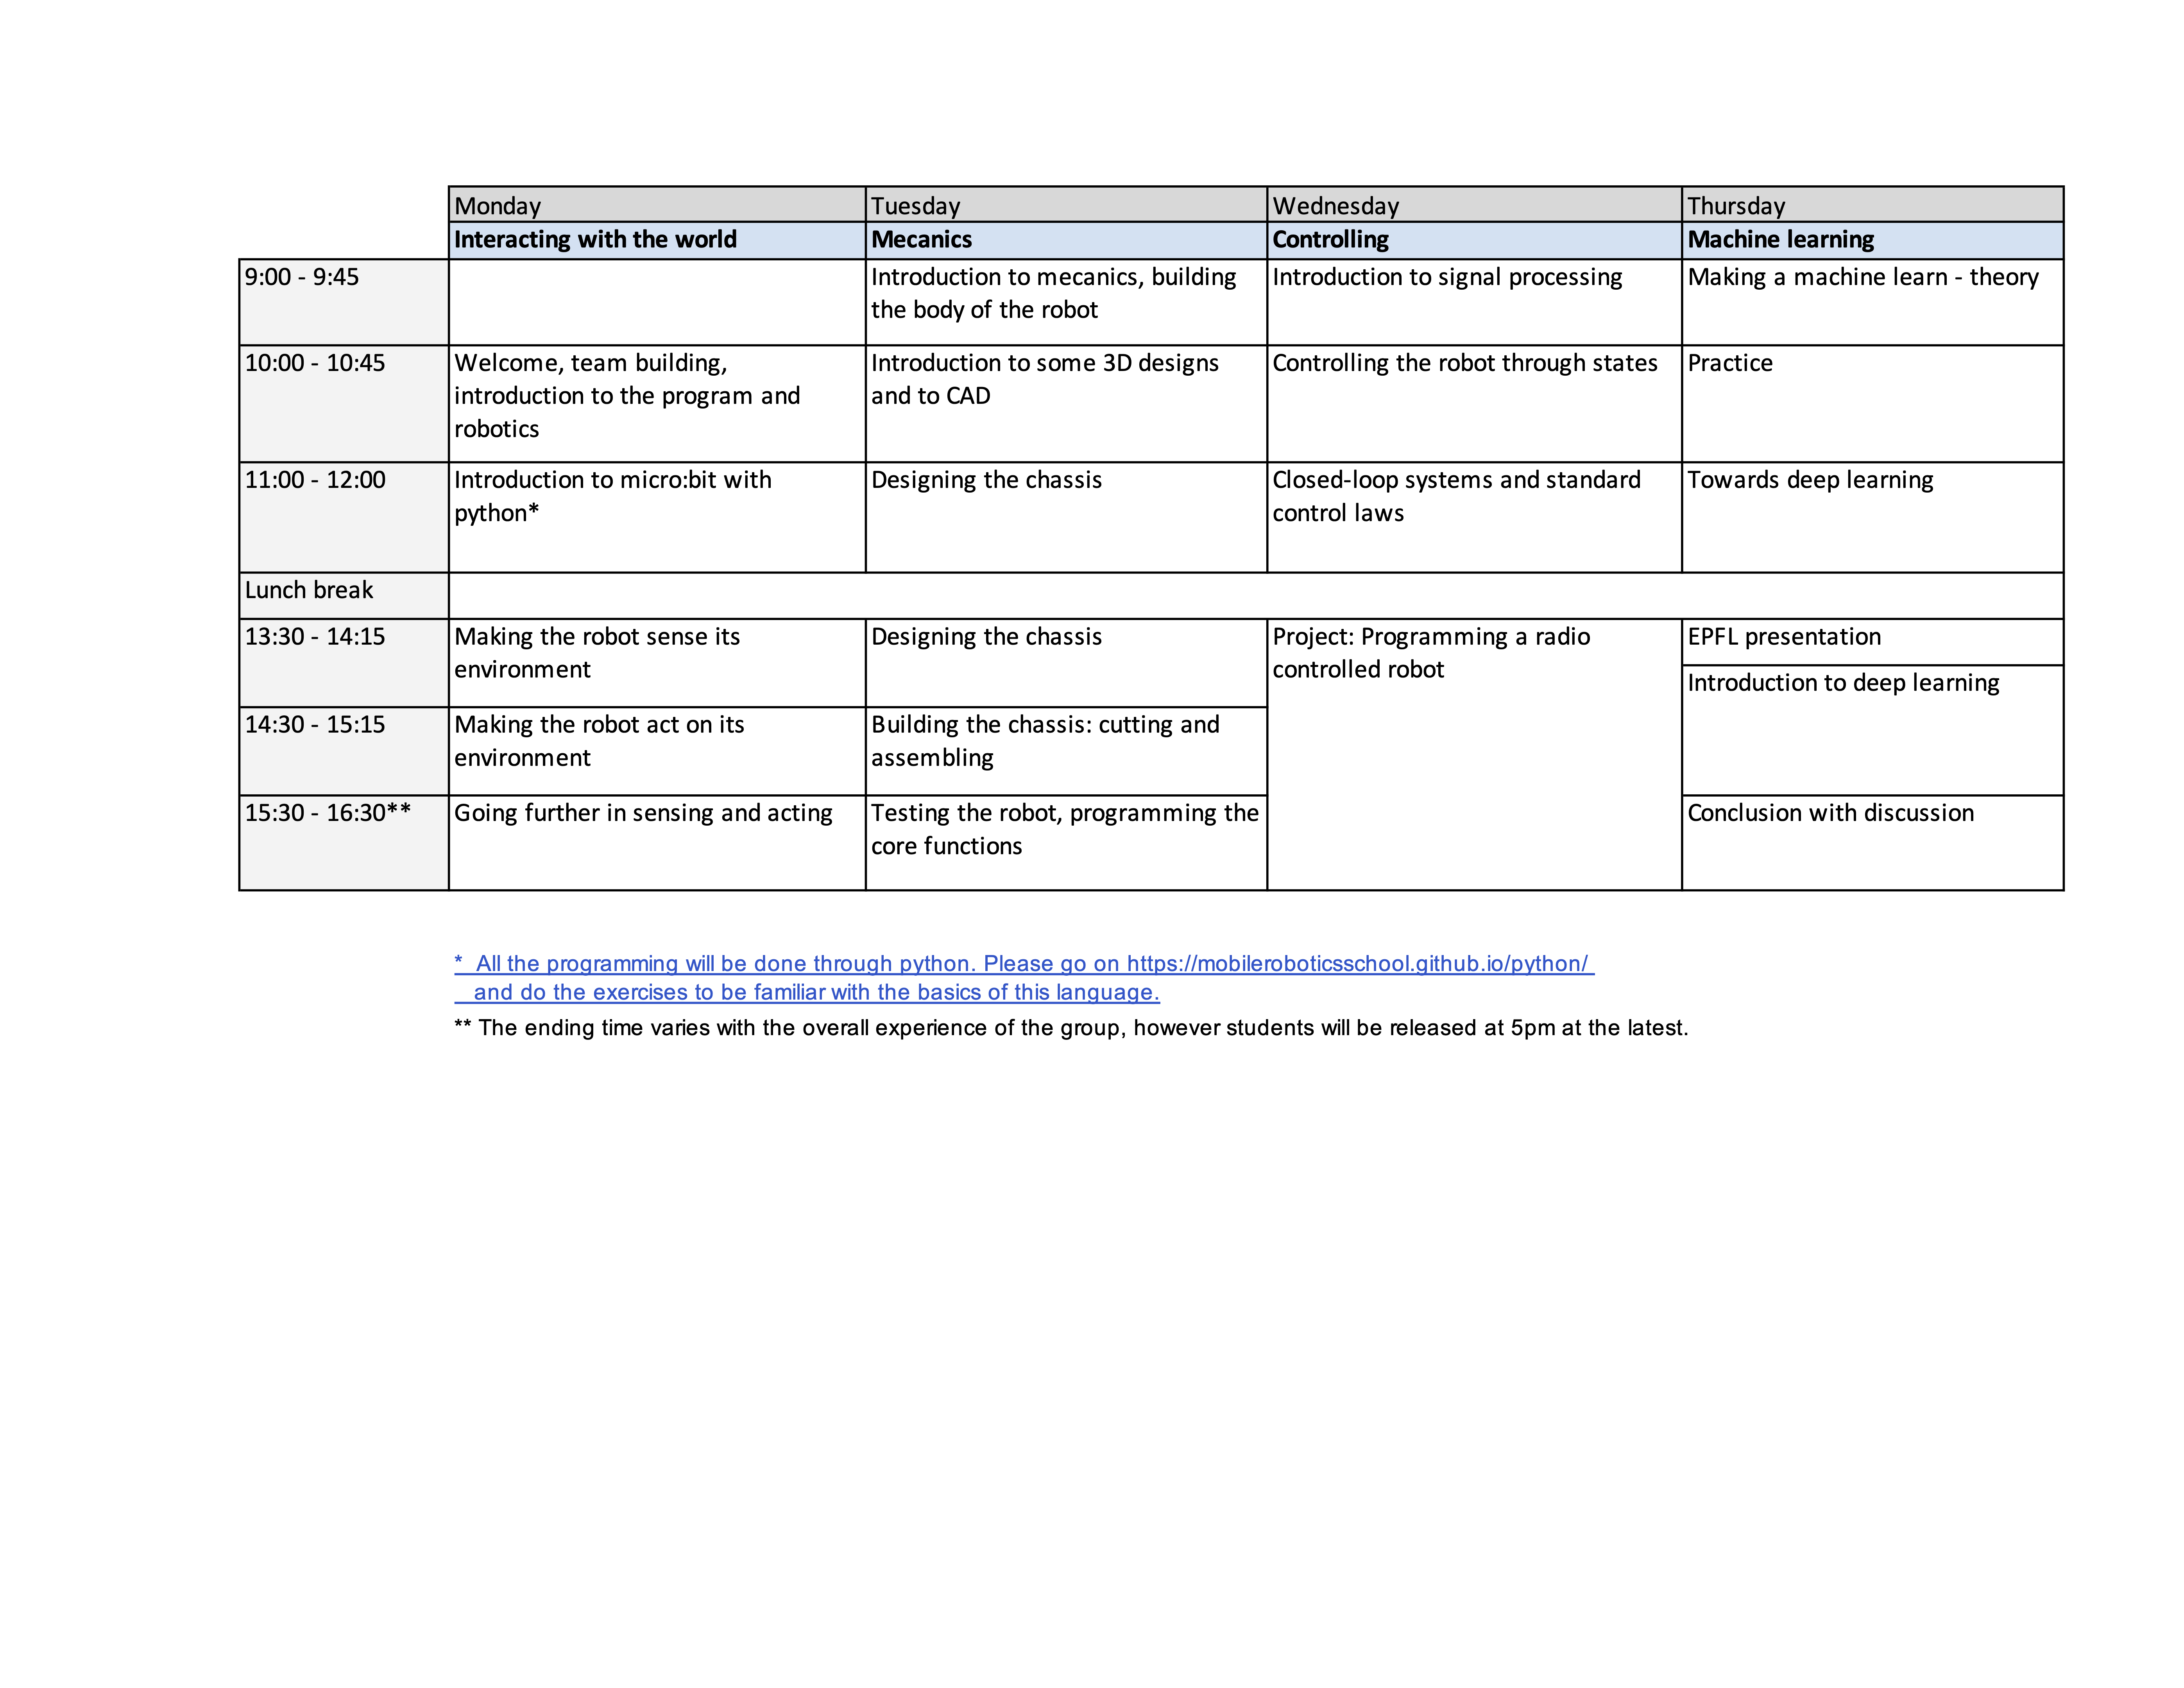 Monday Tuesday Wednesday Thursday
Interacting with the world Mecanics Controlling Machine learning
9:00 - 9:45 Introduction to mecanics, building Introduction to signal processing Making a machine learn - theory
the body of the robot
10:00 - 10:45 Welcome, team building, Introduction to some 3D designs Controlling the robot through states Practice
introduction to the program and and to CAD
robotics
11:00 - 12:00 Introduction to micro:bit with Designing the chassis Closed-loop systems and standard Towards deep learning
python* control laws
Lunch break
13:30 - 14:15 Making the robot sense its Designing the chassis Project: Programming a radio EPFL presentation
environment controlled robot
Introduction to deep learning
14:30 - 15:15 Making the robot act on its Building the chassis: cutting and
environment assembling
15:30 - 16:30** Going further in sensing and acting Testing the robot, programming the Conclusion with discussion
core functions
* All the programming will be done through python. Please go on https://mobileroboticsschool.github.io/python/
and do the exercises to be familiar with the basics of this language.
** The ending time varies with the overall experience of the group, however students will be released at 5pm at the latest.